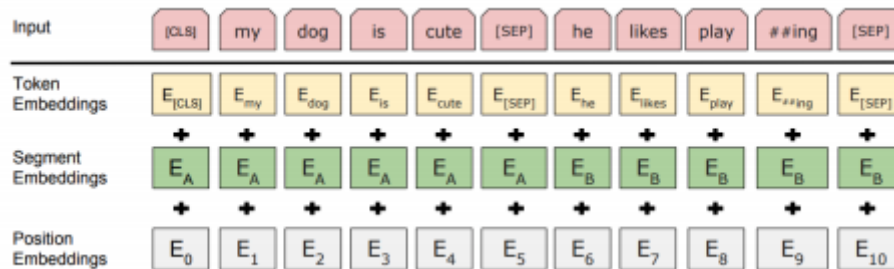 Input [CLS] my dog is cute [SEP] he likes play ##ing [SEP]
Token
Embeddings
E[CLS] Emy Edog Eis Ecute E[SEP] Ehe Elikes Eplay E##ing E[SEP]
+ + + + + + + + + + +
Segment
Embeddings
EA EA EA EA EA EA EB EB EB EB EB
+ + + + + + + + + + +
Position
Embeddings
E0 E1 E2 E3 E4 E5 E6 E7 E8 E9 E10